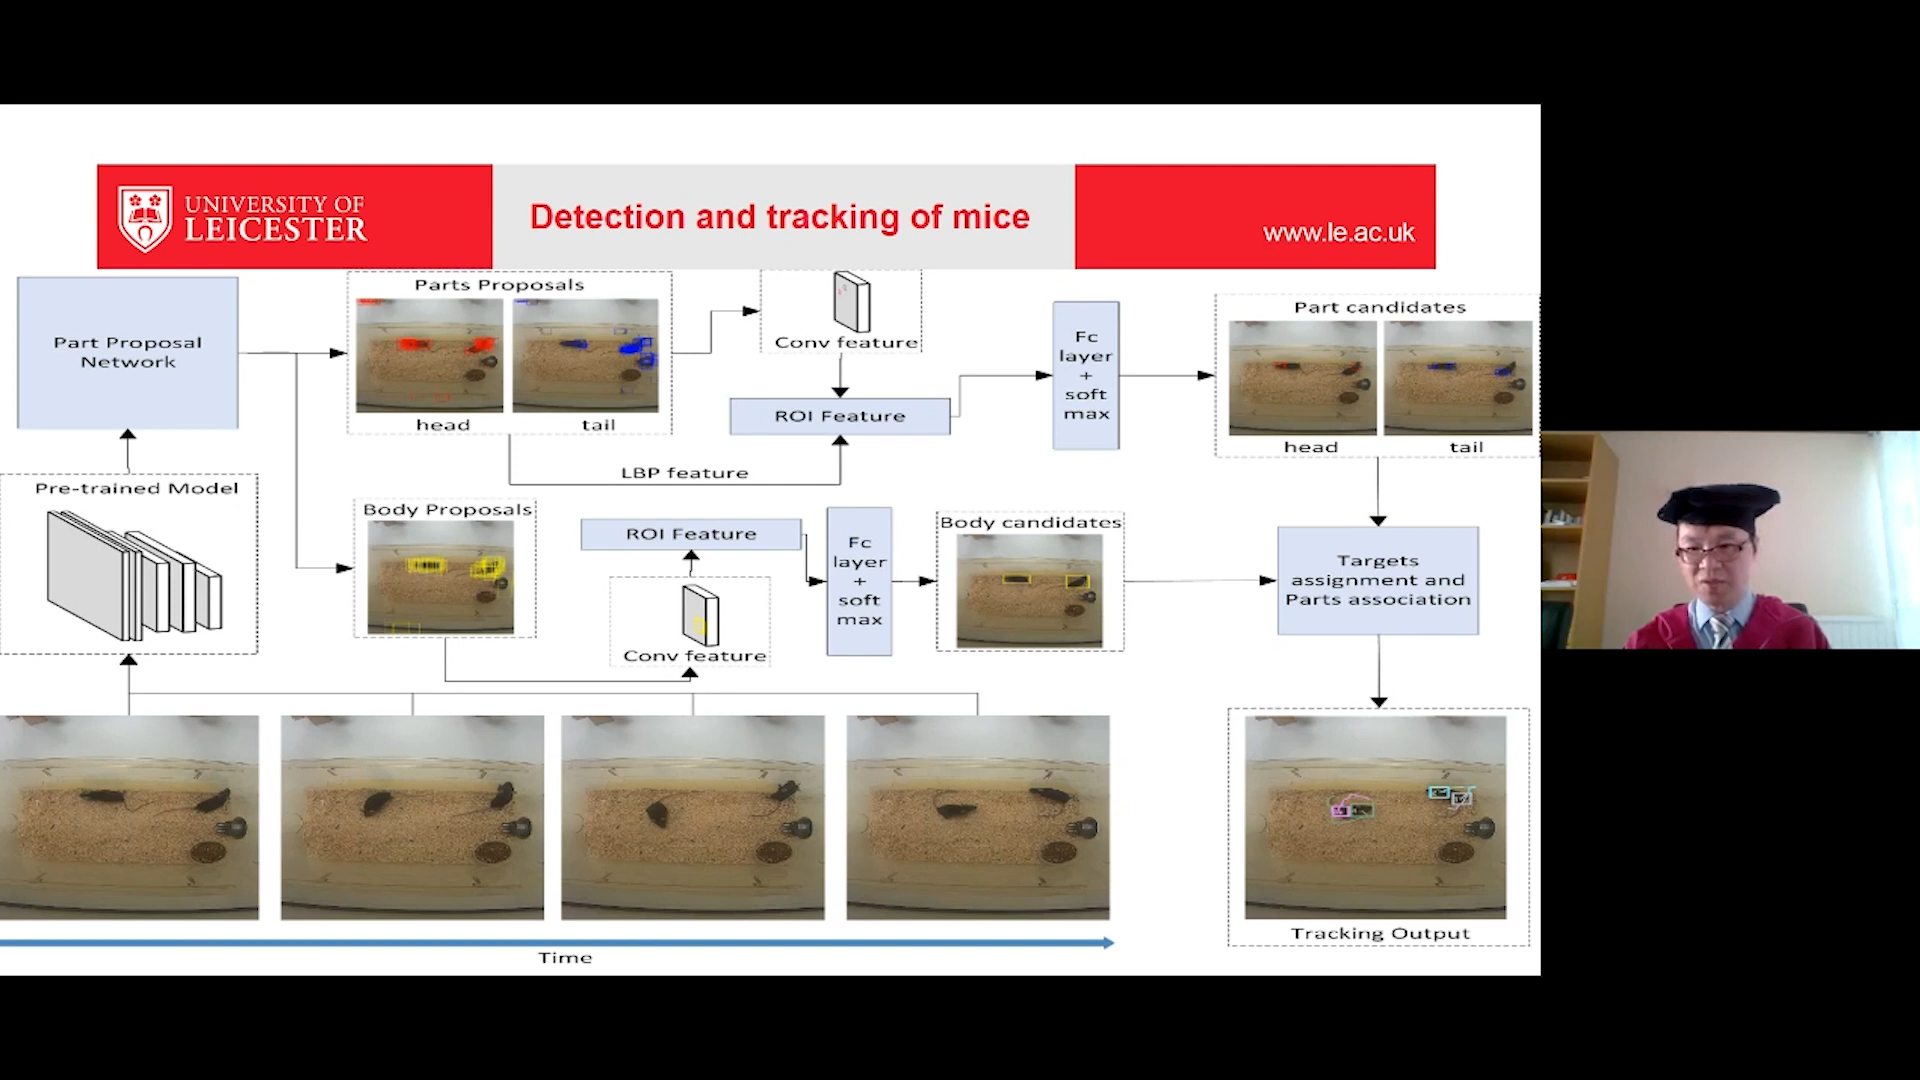 UNIVERSITY OF
LEICESTER
Detection and tracking of mice
www.le.ac.uk
Part Proposal
Network
Parts Proposals
head
tail
Conv feature
ROI Feature
LBP feature
Fc
layer
+
soft
max
Part candidates
head
tail
Pre-trained Model
Body Proposals
ROI Feature
Conv feature
Fc
layer
+
soft
max
Body candidates
Targets
assignment and
Parts association
Tracking Output
Time